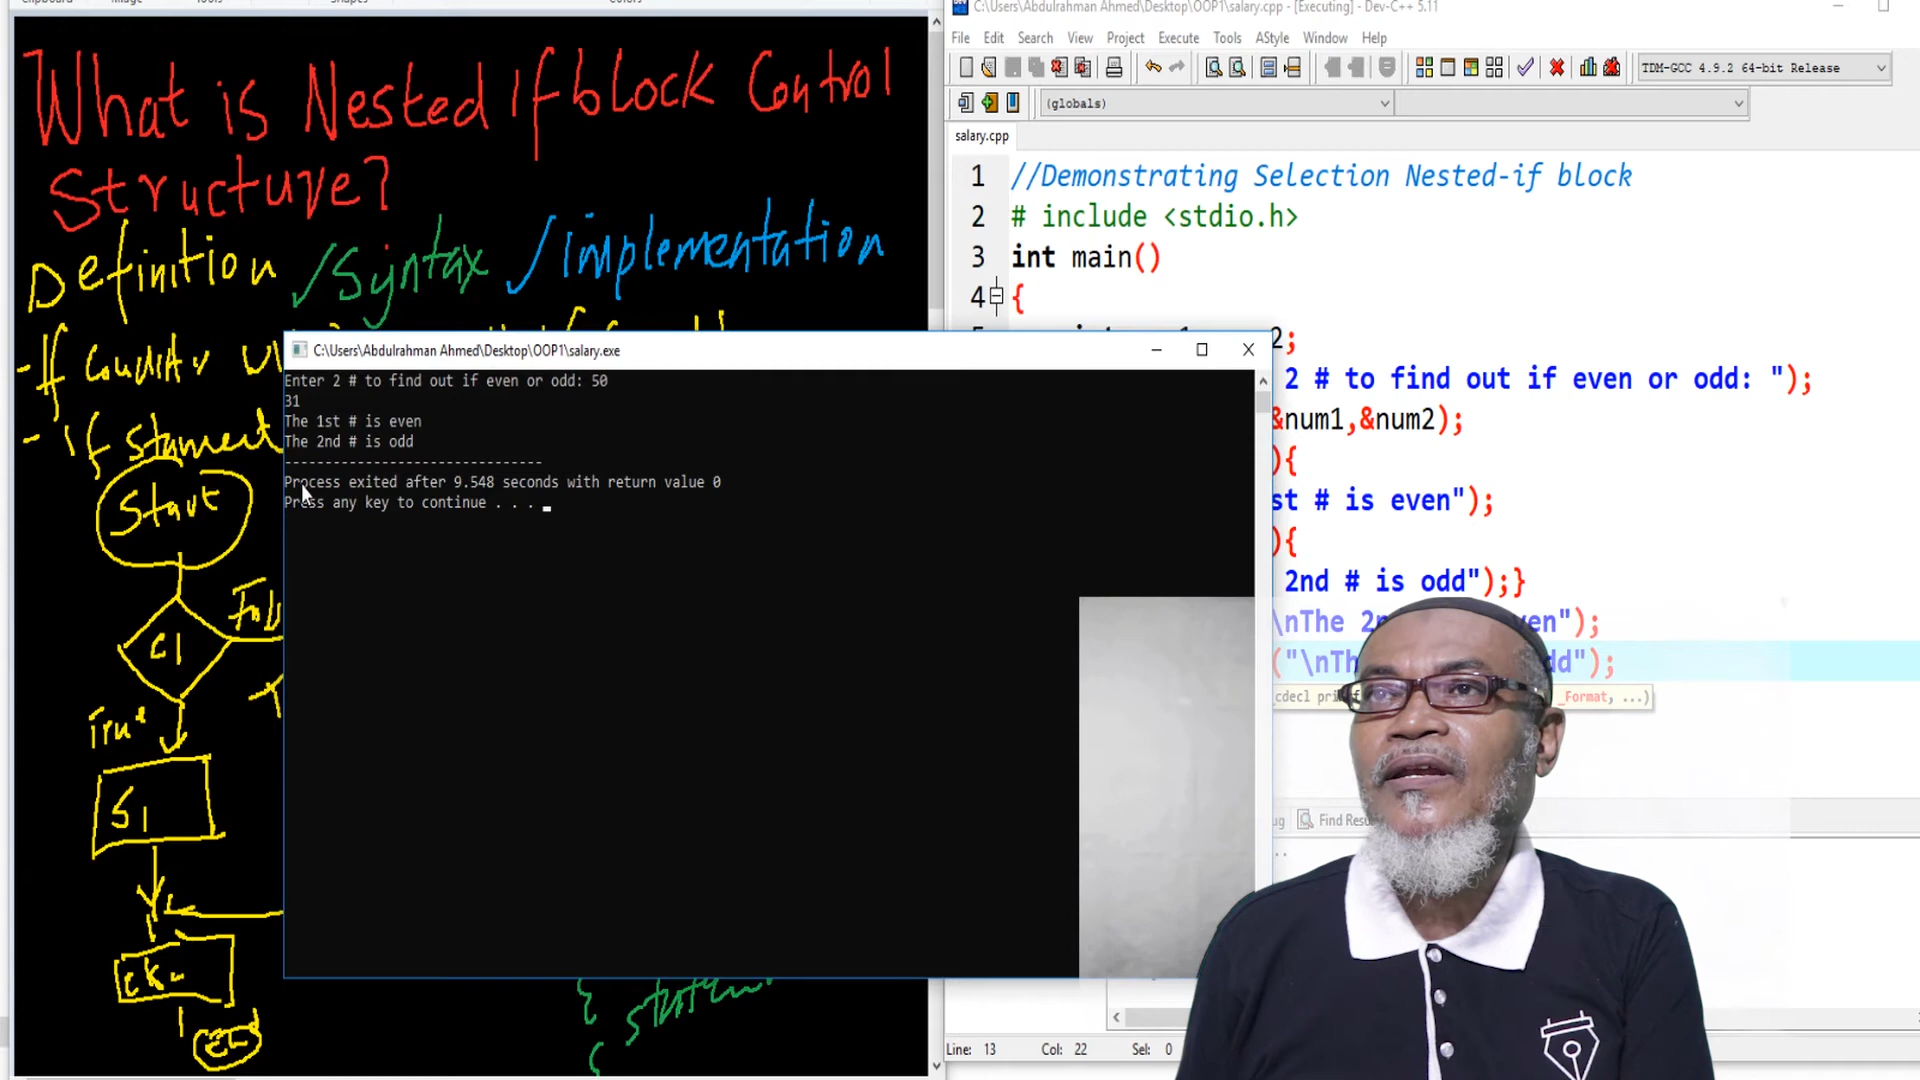 What is Nested If block Control
Structure?
Definition /Syntax /implementation
Start
C1
True
S1
C:\Users\Abdulrahman Ahmed\Desktop\OOP1\salary.exe
Enter 2 # to find out if even or odd: 50
31
The 1st # is even
The 2nd # is odd
--------------------------------
Process exited after 9.548 seconds with return value 0
Press any key to continue . . .
C:\Users\Abdulrahman Ahmed\Desktop\OOP1\salary.cpp - [Executing] - Dev-C++ 5.11
File Edit Search View Project Execute Tools AStyle Window Help
TDM-GCC 4.9.2 64-bit Release
(globals)
salary.cpp
1 //Demonstrating Selection Nested-if block
2 # include <stdio.h>
3 int main()
4 {
2;
2 # to find out if even or odd: ");
&num1,&num2);
){
st # is even");
){
2nd # is odd");}
\nThe 2
en");
("\nTh
dd");
_Format, ...)
Line: 13 Col: 22 Sel: 0